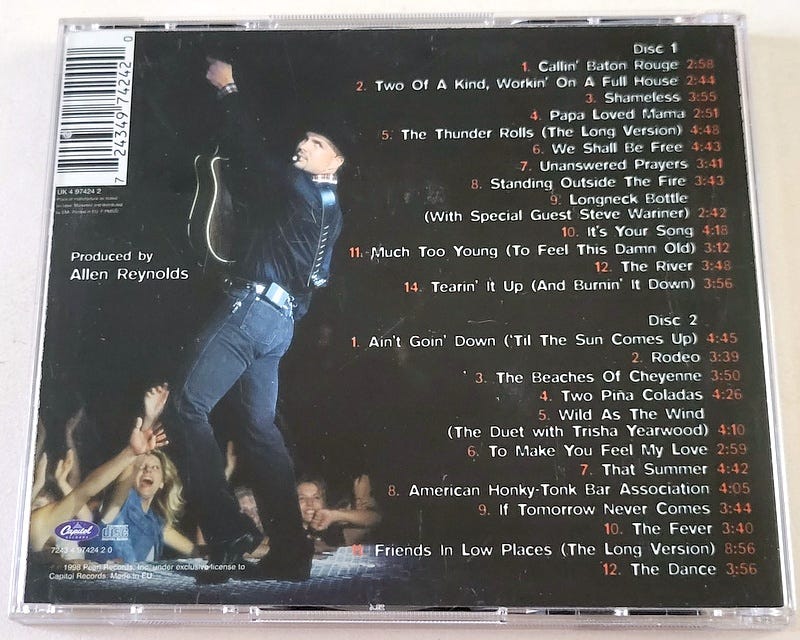 7 24349 74242 0
UK 4 97424 2
Produced by
Allen Reynolds
Disc 1
1. Callin' Baton Rouge 2:58
2. Two Of A Kind, Workin' On A Full House 2:44
3. Shameless 3:55
4. Papa Loved Mama 2:51
5. The Thunder Rolls (The Long Version) 4:48
6. We Shall Be Free 4:43
7. Unanswered Prayers 3:41
8. Standing Outside The Fire 3:43
9. Longneck Bottle
(With Special Guest Steve Wariner) 2:42
10. It's Your Song 4:18
11. Much Too Young (To Feel This Damn Old) 3:12
12. The River 3:48
14. Tearin' It Up (And Burnin' It Down) 3:56
Disc 2
1. Ain't Goin' Down ('Til The Sun Comes Up) 4:45
2. Rodeo 3:39
3. The Beaches Of Cheyenne 3:50
4. Two Piña Coladas 4:26
5. Wild As The Wind
(The Duet with Trisha Yearwood) 4:10
6. To Make You Feel My Love 2:59
7. That Summer 4:42
8. American Honky-Tonk Bar Association 4:05
9. If Tomorrow Never Comes 3:44
10. The Fever 3:40
Friends In Low Places (The Long Version) 8:56
12. The Dance 3:56
Capitol
RECORDS
disc
7243 4 97424 2 0
1998 Pearl Records, Inc. under exclusive license to
Capitol Records. Made in EU